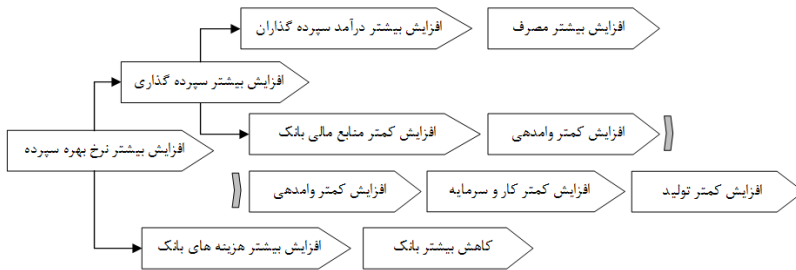 افزایش بیشتر درآمد سپرده گذاران
افزایش بیشتر مصرف
افزایش بیشتر سپرده گذاری
افزایش کمتر منابع مالی بانک
افزایش کمتر وامدهی
افزایش بیشتر نرخ بهره سپرده
افزایش کمتر وامدهی
افزایش کمتر کار و سرمایه
افزایش کمتر تولید
افزایش بیشتر هزینه های بانک
کاهش بیشتر بانک